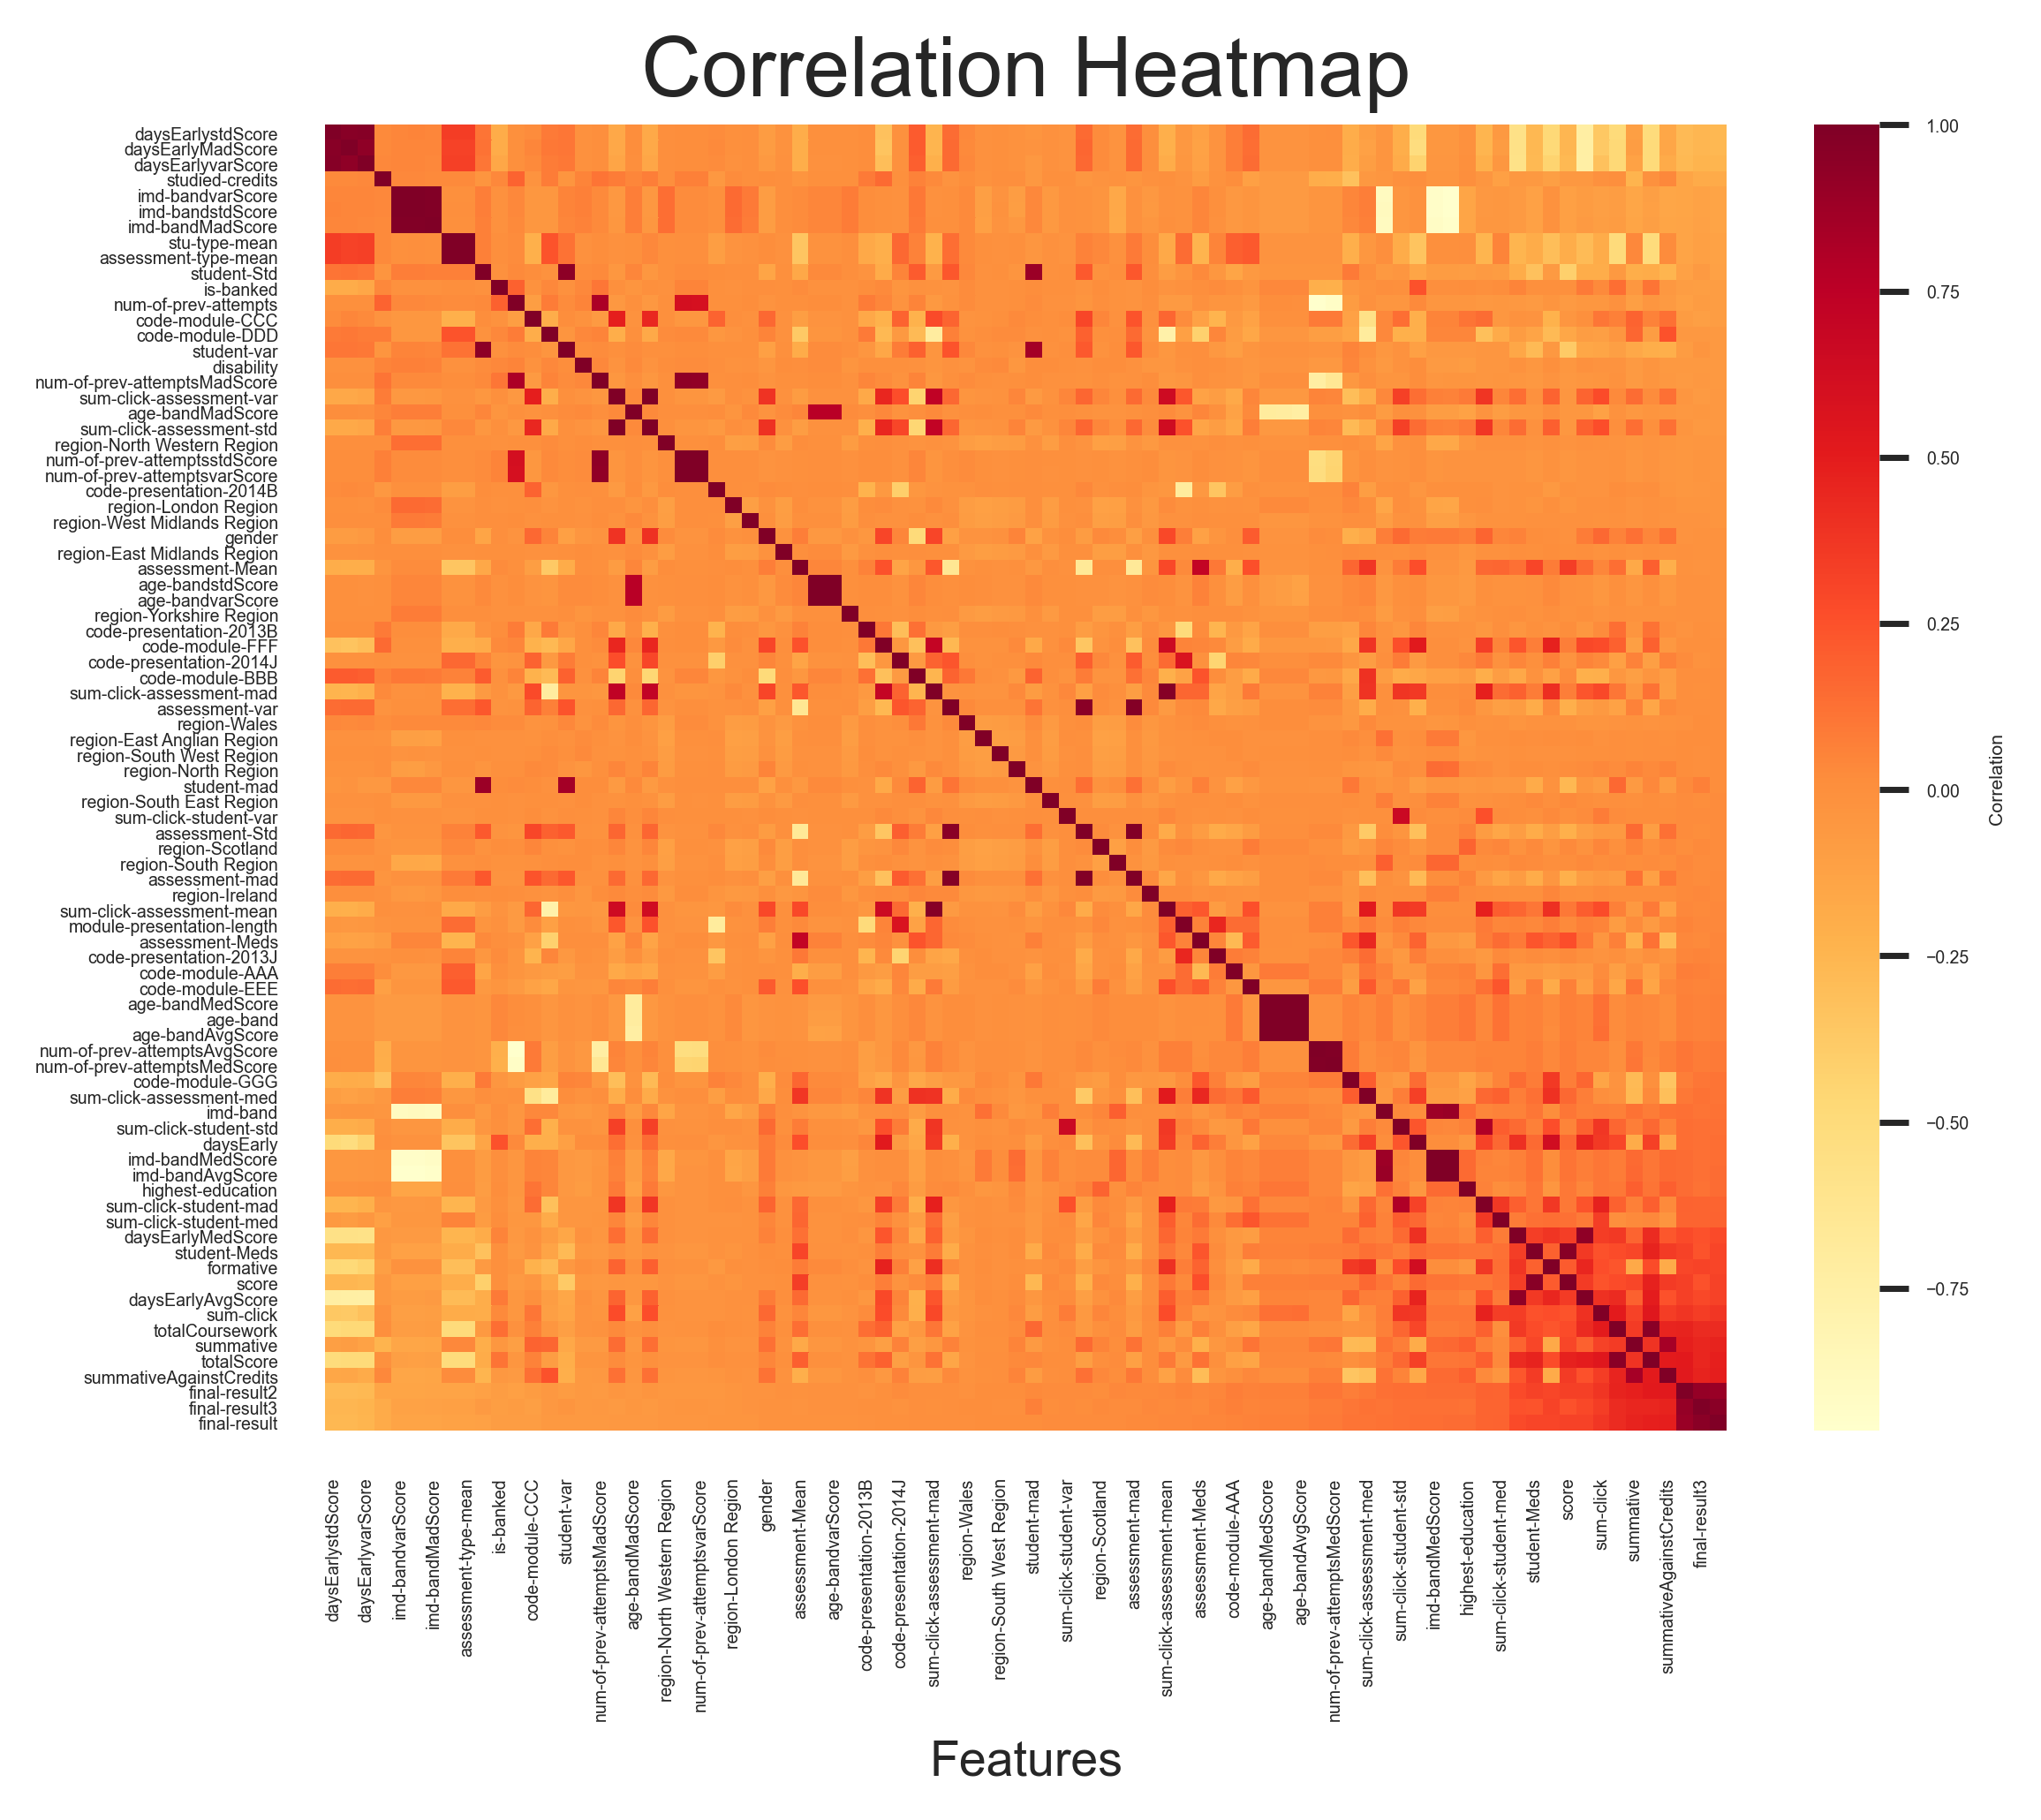 Correlation Heatmap
daysEarlystdScore
daysEarlyMadScore
daysEarlyvarScore
studied-credits
imd-bandvarScore
imd-bandstdScore
imd-bandMadScore
stu-type-mean
assessment-type-mean
student-Std
is-banked
num-of-prev-attempts
code-module-CCC
code-module-DDD
student-var
disability
num-of-prev-attemptsMadScore
sum-click-assessment-var
age-bandMadScore
sum-click-assessment-std
region-North Western Region
num-of-prev-attemptsstdScore
num-of-prev-attemptsvarScore
code-presentation-2014B
region-London Region
region-West Midlands Region
gender
region-East Midlands Region
assessment-Mean
age-bandstdScore
age-bandvarScore
region-Yorkshire Region
code-presentation-2013B
code-module-FFF
code-presentation-2014J
code-module-BBB
sum-click-assessment-mad
assessment-var
region-Wales
region-East Anglian Region
region-South West Region
region-North Region
student-mad
region-South East Region
sum-click-student-var
assessment-Std
region-Scotland
region-South Region
assessment-mad
region-Ireland
sum-click-assessment-mean
module-presentation-length
assessment-Meds
code-presentation-2013J
code-module-AAA
code-module-EEE
age-bandMedScore
age-band
age-bandAvgScore
num-of-prev-attemptsAvgScore
num-of-prev-attemptsMedScore
code-module-GGG
sum-click-assessment-med
imd-band
sum-click-student-std
daysEarly
imd-bandMedScore
imd-bandAvgScore
highest-education
sum-click-student-mad
sum-click-student-med
daysEarlyMedScore
student-Meds
formative
score
daysEarlyAvgScore
sum-click
totalCoursework
summative
totalScore
summativeAgainstCredits
final-result2
final-result3
final-result
daysEarlystdScore
daysEarlyvarScore
imd-bandvarScore
imd-bandMadScore
assessment-type-mean
is-banked
code-module-CCC
student-var
num-of-prev-attemptsMadScore
age-bandMadScore
region-North Western Region
num-of-prev-attemptsvarScore
region-London Region
gender
assessment-Mean
age-bandvarScore
code-presentation-2013B
code-presentation-2014J
sum-click-assessment-mad
region-Wales
region-South West Region
student-mad
sum-click-student-var
region-Scotland
assessment-mad
sum-click-assessment-mean
assessment-Meds
code-module-AAA
age-bandMedScore
age-bandAvgScore
num-of-prev-attemptsMedScore
sum-click-assessment-med
sum-click-student-std
imd-bandMedScore
highest-education
sum-click-student-med
student-Meds
score
sum-click
summative
summativeAgainstCredits
final-result3
Features
1.00
0.75
0.50
0.25
0.00
−0.25
−0.50
−0.75
Correlation